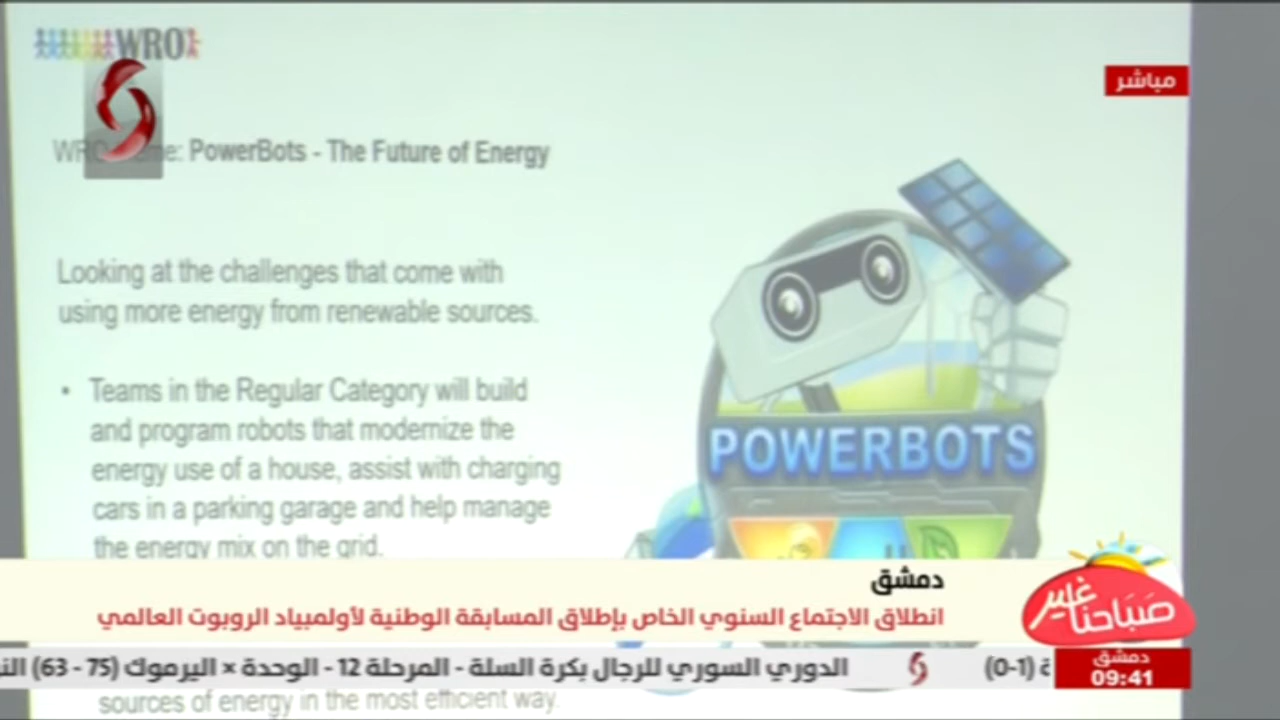 WRO
مباشر
PowerBots - The Future of Energy
Looking at the challenges that come with
using more energy from renewable sources.
• Teams in the Regular Category will build
and program robots that modernize the
energy use of a house, assist with charging
cars in a parking garage and help manage
the energy mix on the grid.
POWERBOTS
دمشق
انطلاق الاجتماع السنوي الخاص بإطلاق المسابقة الوطنية لأولمبياد الروبوت العالمي
صباحنا غير
(0-1)
الدوري السوري للرجال بكرة السلة - المرحلة 12 - الوحدة × اليرموك (75 - 63)
دمشق
09:41
sources of energy in the most efficient way.